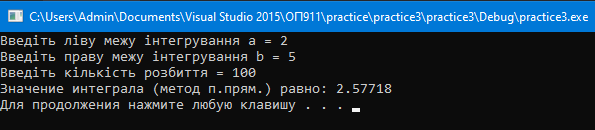 C:\Users\Admin\Documents\Visual Studio 2015\ОП911\practice\practice3\practice3\Debug\practice3.exe
Введіть ліву межу інтегрування a = 2
Введіть праву межу інтегрування b = 5
Введіть кількість розбиття = 100
Значение интеграла (метод п.прям.) равно: 2.57718
Для продолжения нажмите любую клавишу . . .